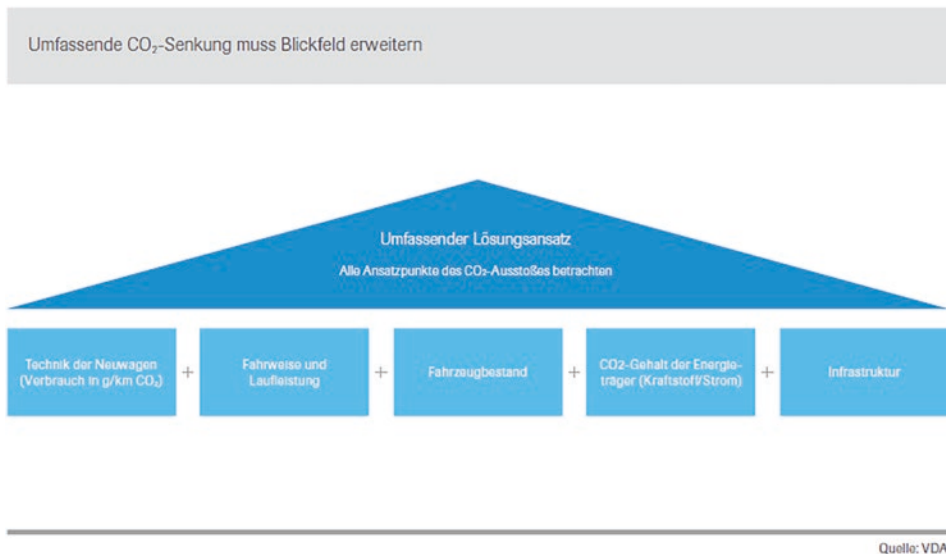 Umfassende CO₂-Senkung muss Blickfeld erweitern
Umfassender Lösungsansatz
Alle Ansatzpunkte des CO₂-Ausstoßes betrachten
Technik der Neuwagen
(Verbrauch in g/km CO₂)
+
Fahrweise und
Laufleistung
+
Fahrzeugbestand
+
CO2-Gehalt der Energie-
träger (Kraftstoff/Strom)
+
Infrastruktur
Quelle: VDA